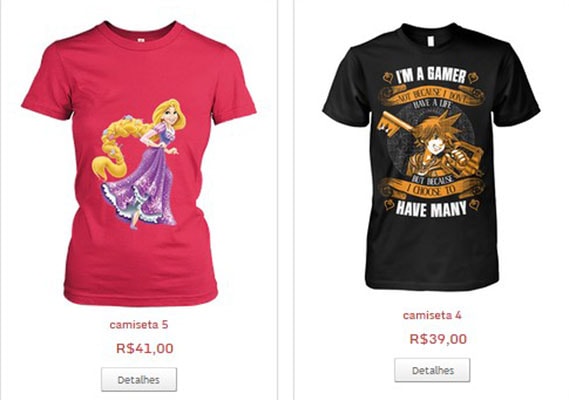 camiseta 5
R$41,00
Detalhes
I'M A GAMER
NOT BECAUSE I DON'T
HAVE A LIFE
BUT BECAUSE
I CHOOSE TO
HAVE MANY
camiseta 4
R$39,00
Detalhes